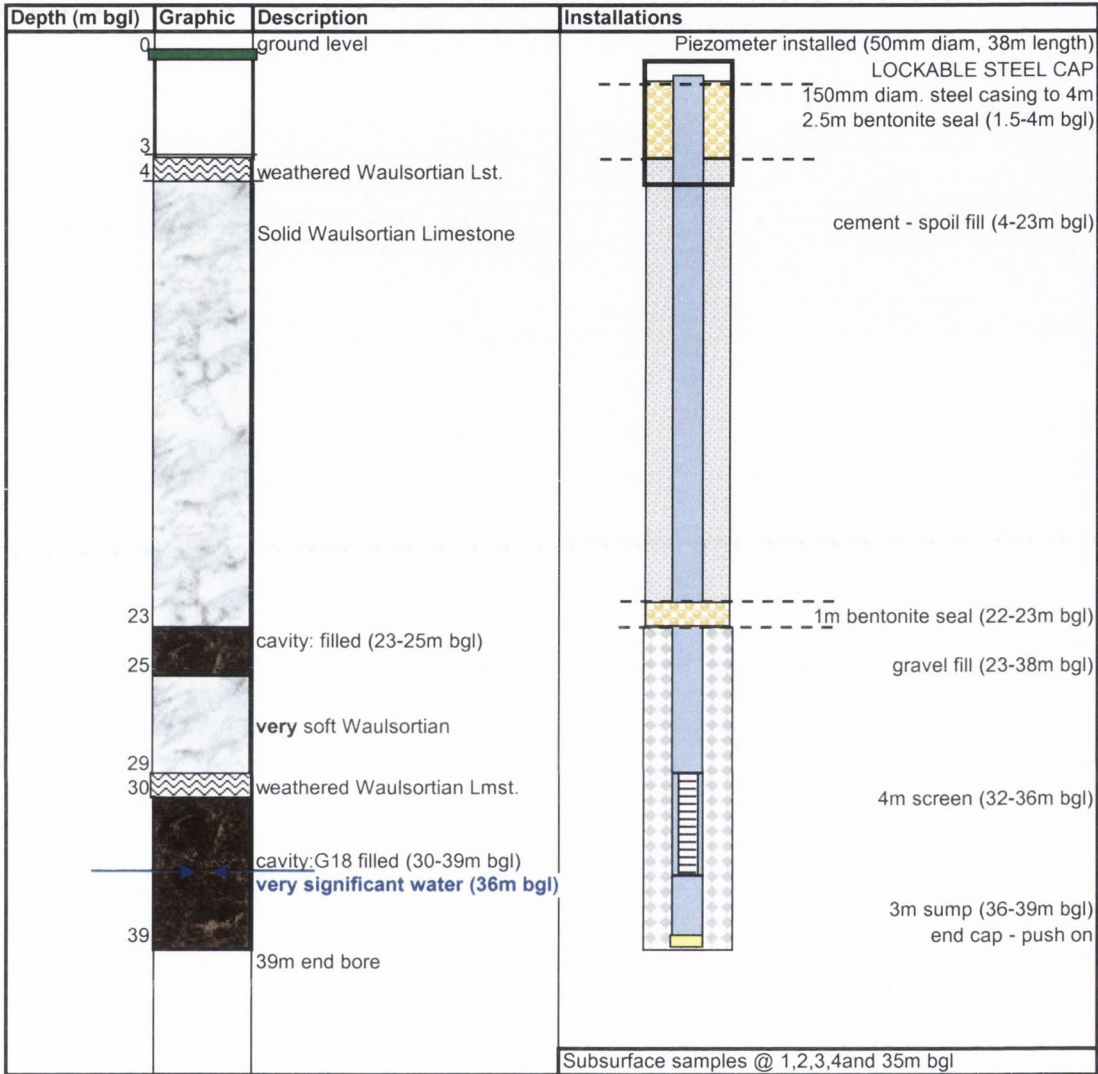 Depth (m bgl) Graphic Description Installations
0 ground level
Piezometer installed (50mm diam, 38m length)
LOCKABLE STEEL CAP
150mm diam. steel casing to 4m
2.5m bentonite seal (1.5-4m bgl)
3
4 weathered Waulsortian Lst.
Solid Waulsortian Limestone
cement - spoil fill (4-23m bgl)
23
1m bentonite seal (22-23m bgl)
cavity: filled (23-25m bgl)
25
gravel fill (23-38m bgl)
very soft Waulsortian
29
30 weathered Waulsortian Lmst.
4m screen (32-36m bgl)
cavity:G18 filled (30-39m bgl)
very significant water (36m bgl)
3m sump (36-39m bgl)
39
end cap - push on
39m end bore
Subsurface samples @ 1,2,3,4and 35m bgl